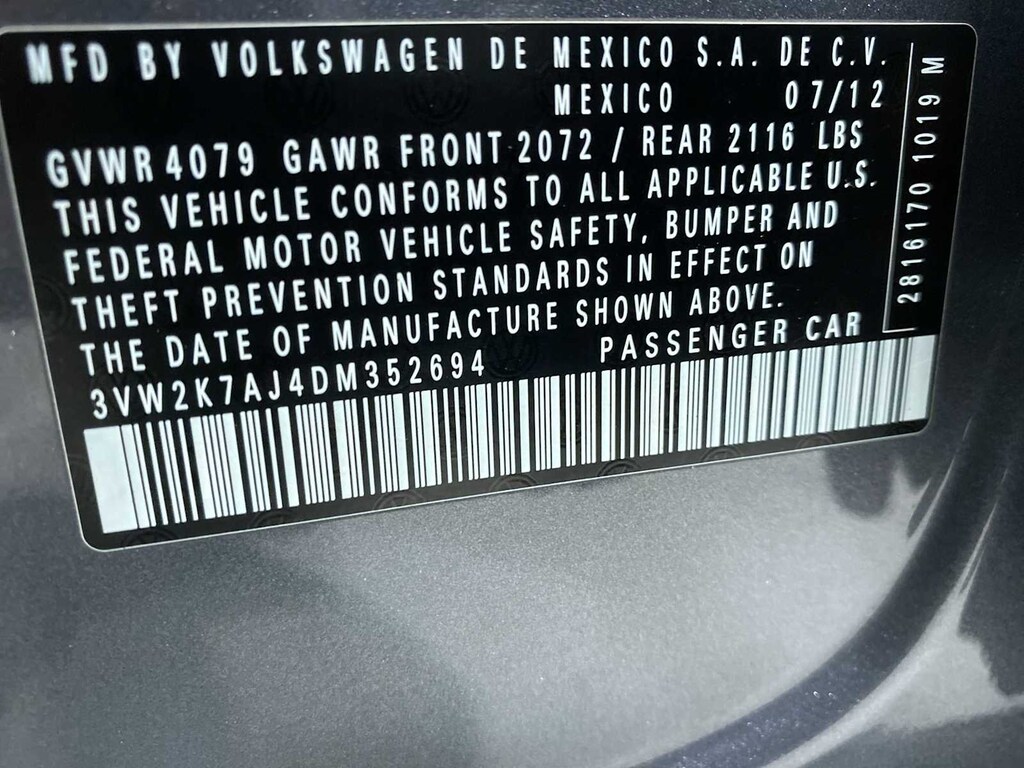 MFD BY VOLKSWAGEN DE MEXICO S.A. DE C.V.
MEXICO 07/12
GVWR 4079 GAWR FRONT 2072 / REAR 2116 LBS
THIS VEHICLE CONFORMS TO ALL APPLICABLE U.S.
FEDERAL MOTOR VEHICLE SAFETY, BUMPER AND
THEFT PREVENTION STANDARDS IN EFFECT ON
THE DATE OF MANUFACTURE SHOWN ABOVE.
3VW2K7AJ4DM352694 PASSENGER CAR
2816170 1019 M